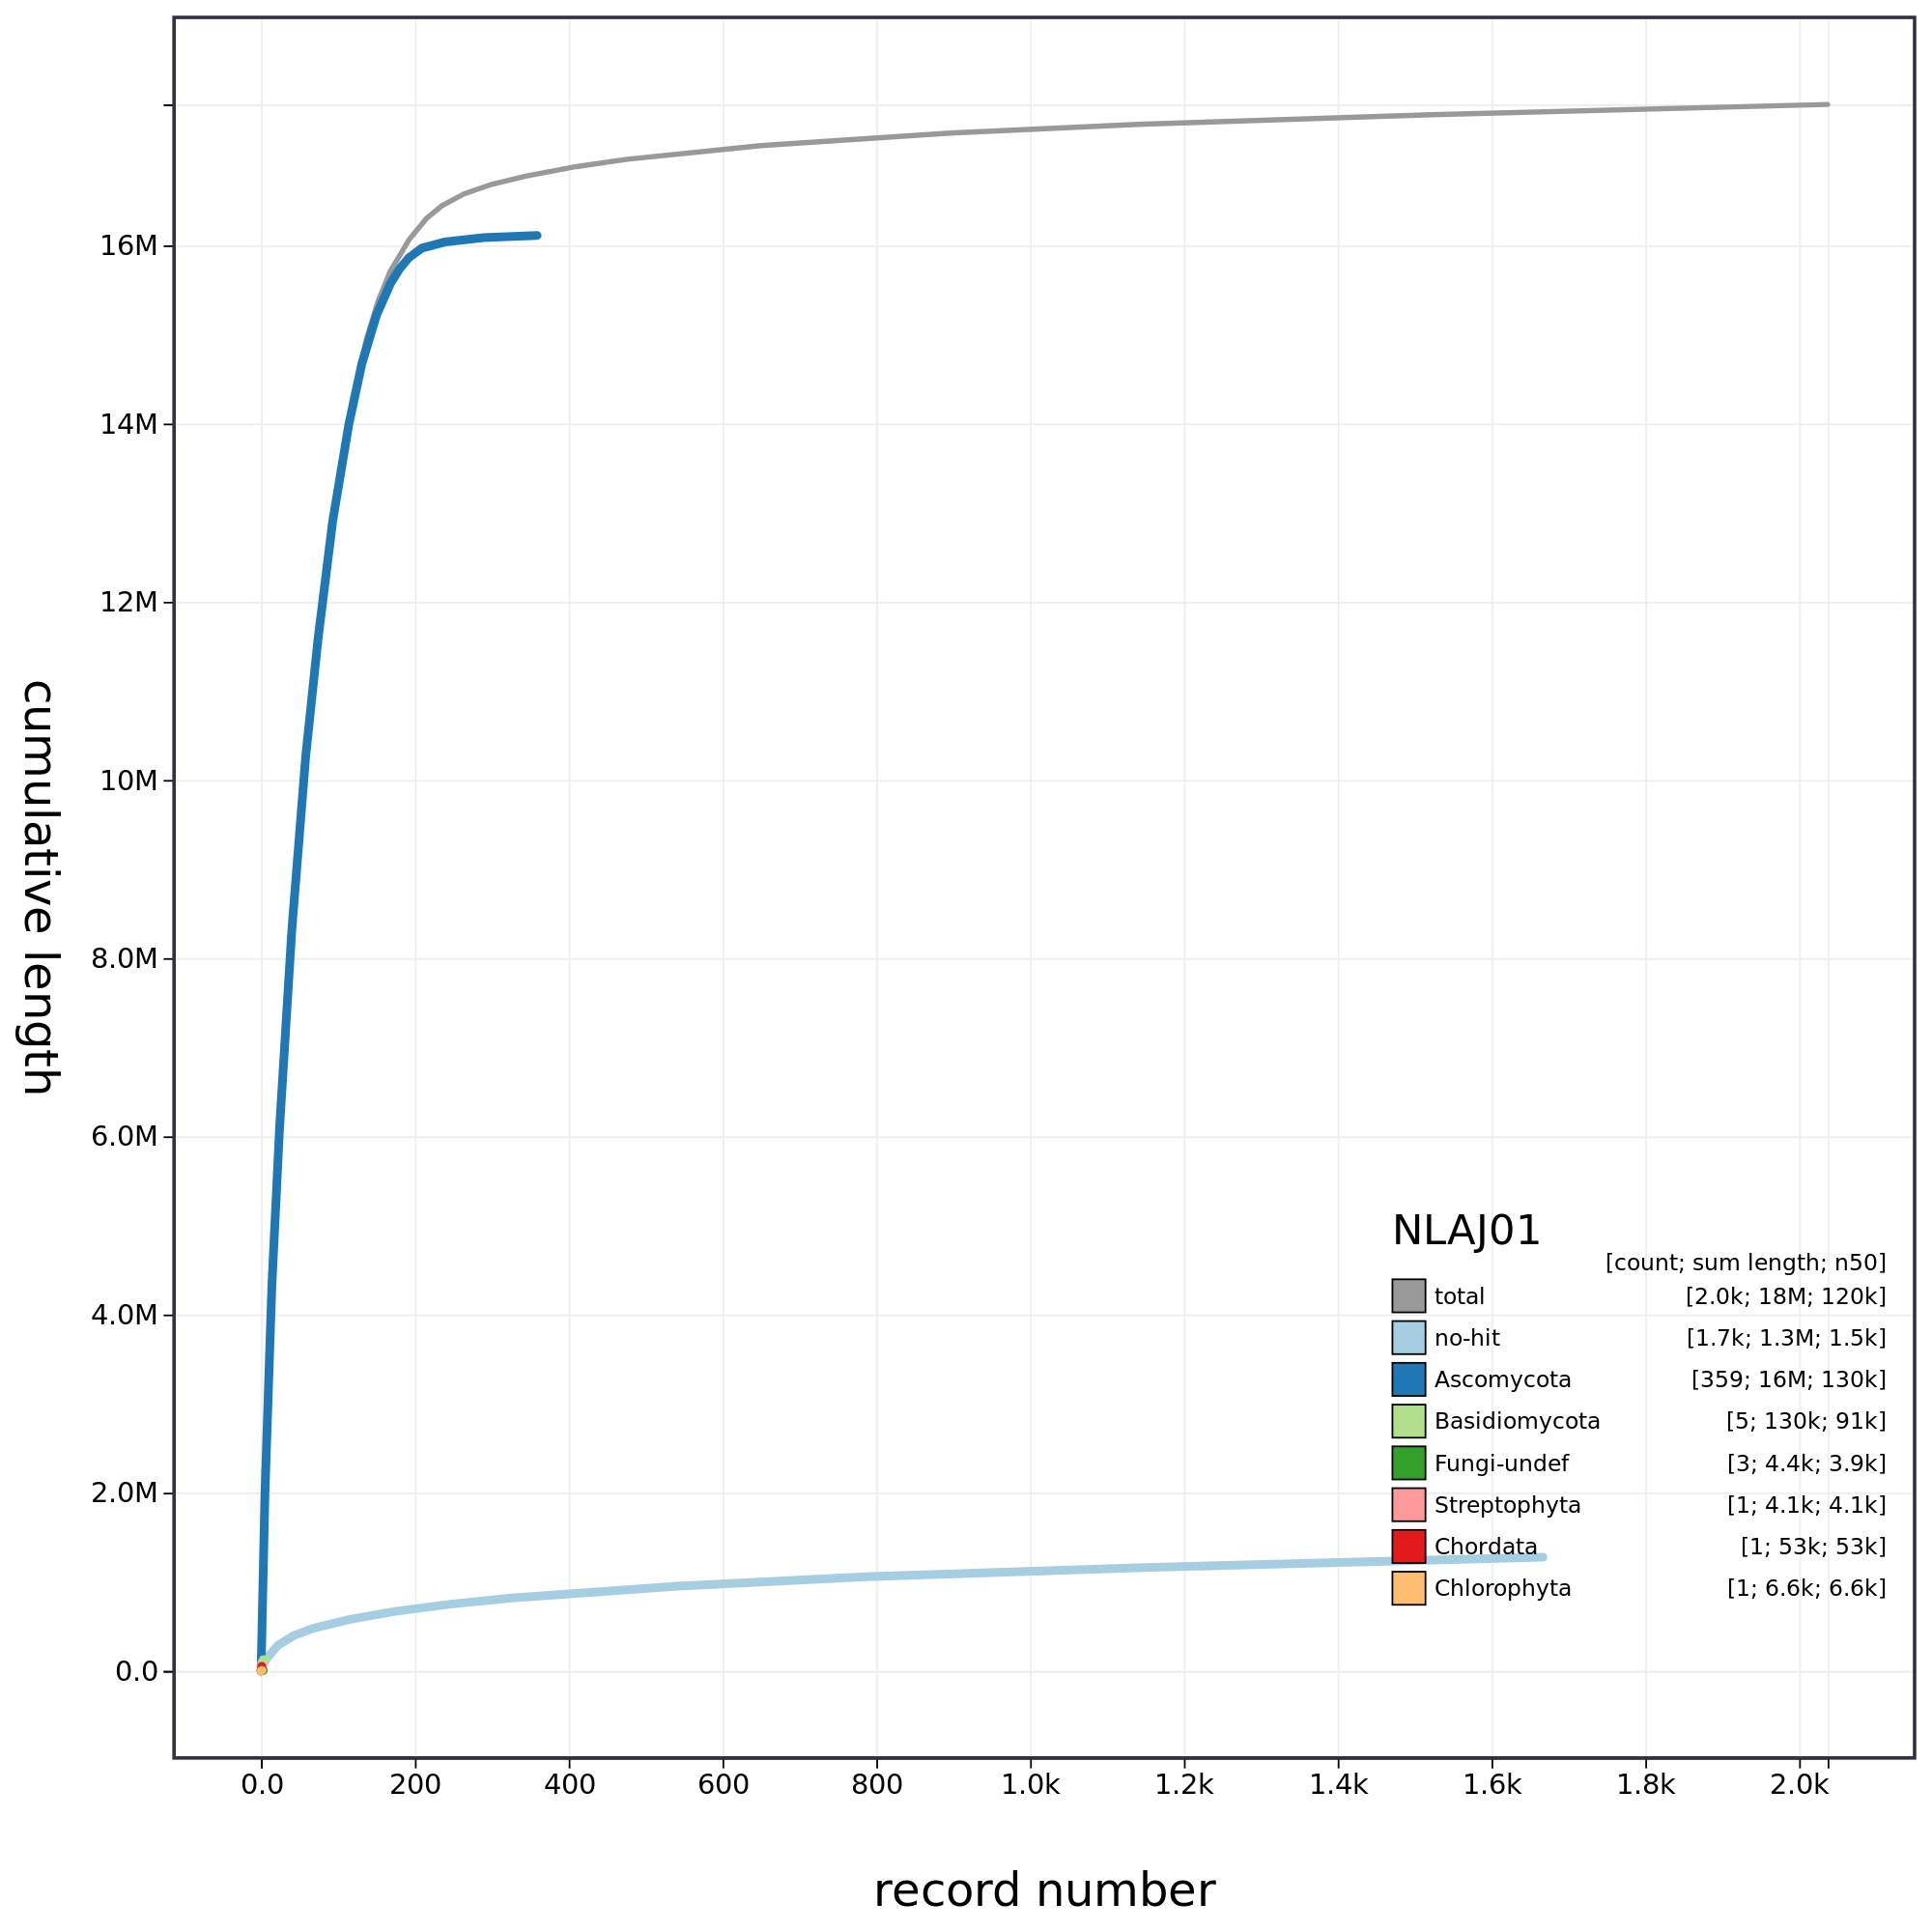 cumulative length
16M
14M
12M
10M
8.0M
6.0M
4.0M
2.0M
0.0
NLAJ01
[count; sum length; n50]
total [2.0k; 18M; 120k]
no-hit [1.7k; 1.3M; 1.5k]
Ascomycota [359; 16M; 130k]
Basidiomycota [5; 130k; 91k]
Fungi-undef [3; 4.4k; 3.9k]
Streptophyta [1; 4.1k; 4.1k]
Chordata [1; 53k; 53k]
Chlorophyta [1; 6.6k; 6.6k]
0.0 200 400 600 800 1.0k 1.2k 1.4k 1.6k 1.8k 2.0k
record number